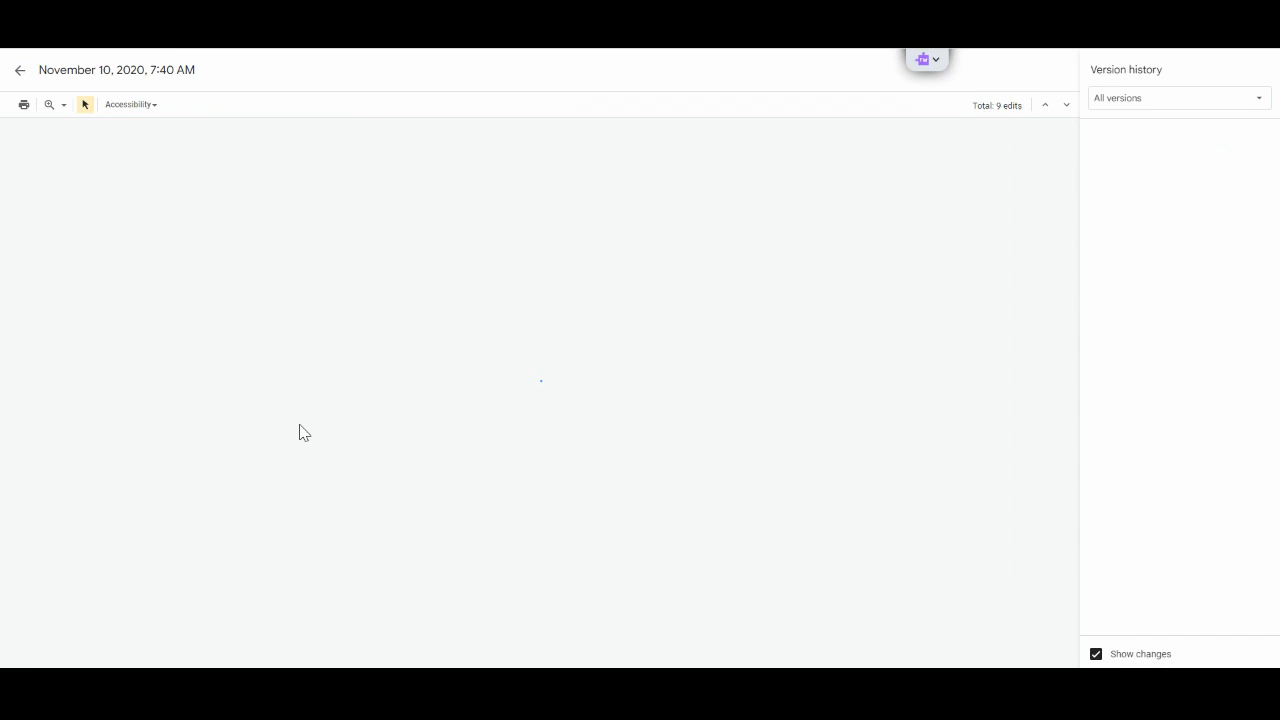 November 10, 2020, 7:40 AM
Version history
All versions
Accessibility
Total: 9 edits
Show changes